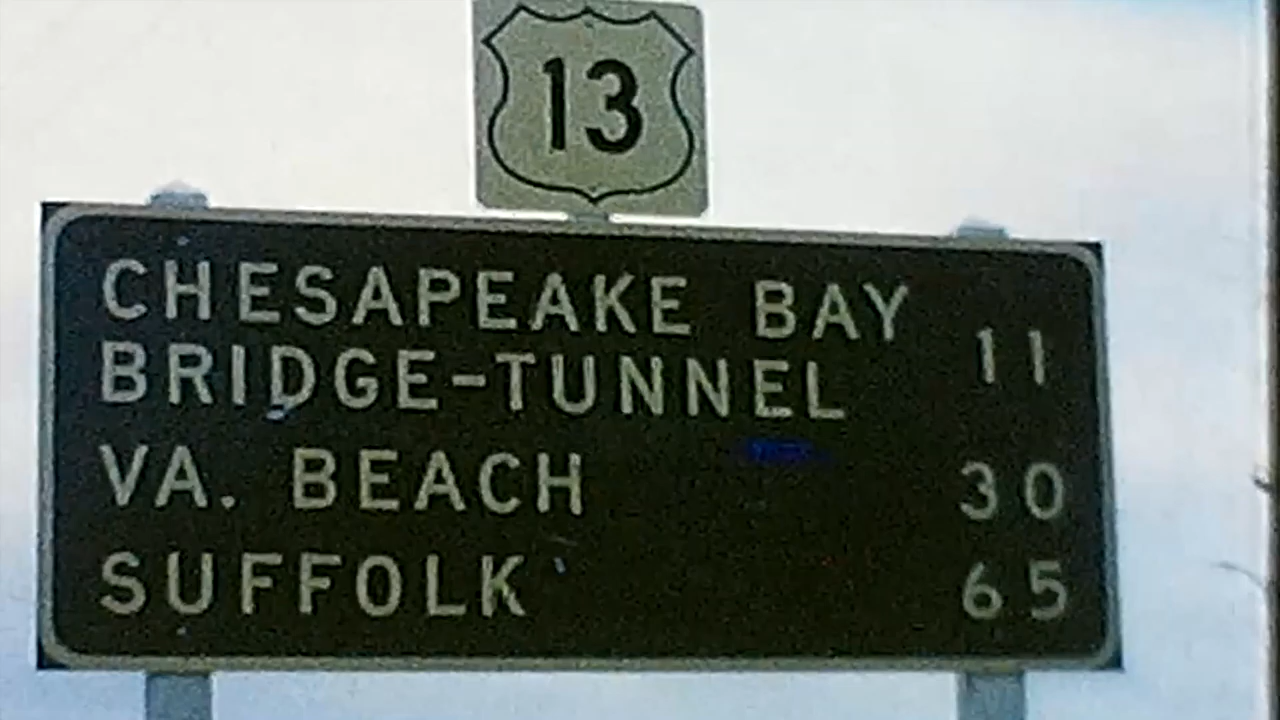 13
CHESAPEAKE BAY
BRIDGE-TUNNEL 11
VA. BEACH 30
SUFFOLK 65